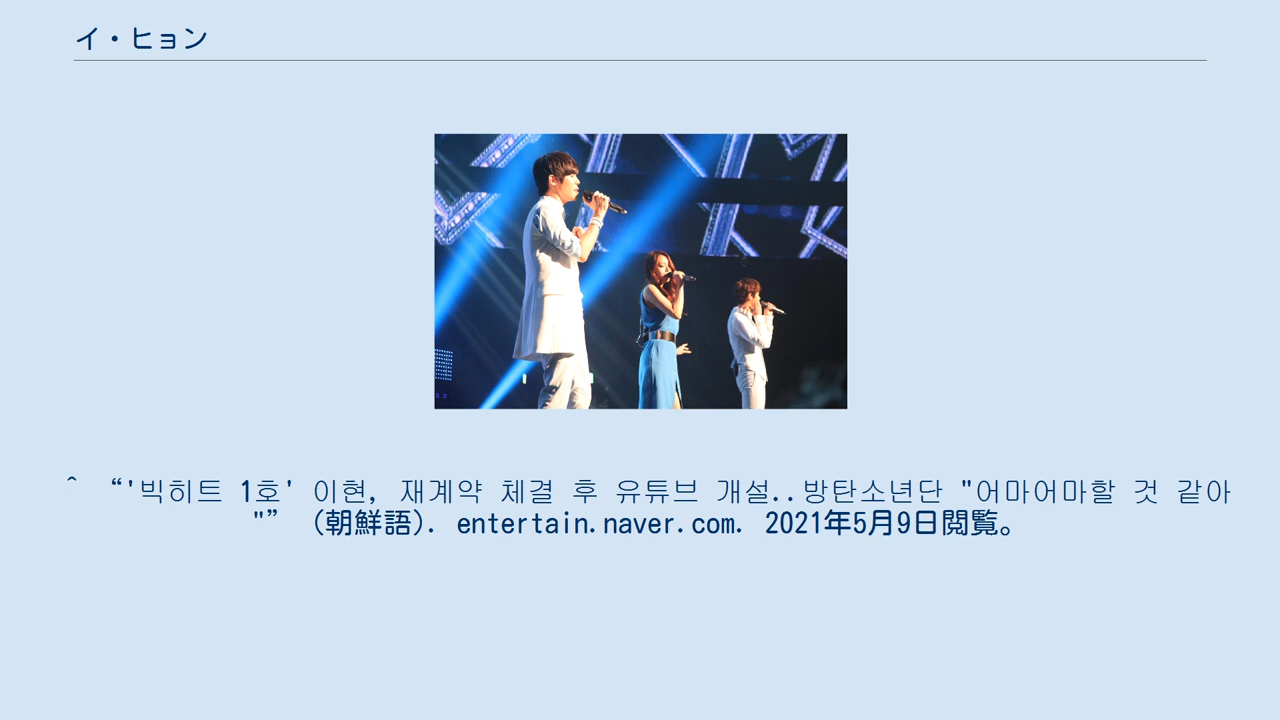 イ・ヒョン
^ “'빅히트 1호' 이현, 재계약 체결 후 유튜브 개설..방탄소년단 "어마어마할 것 같아
"” (朝鮮語). entertain.naver.com. 2021年5月9日閲覧。